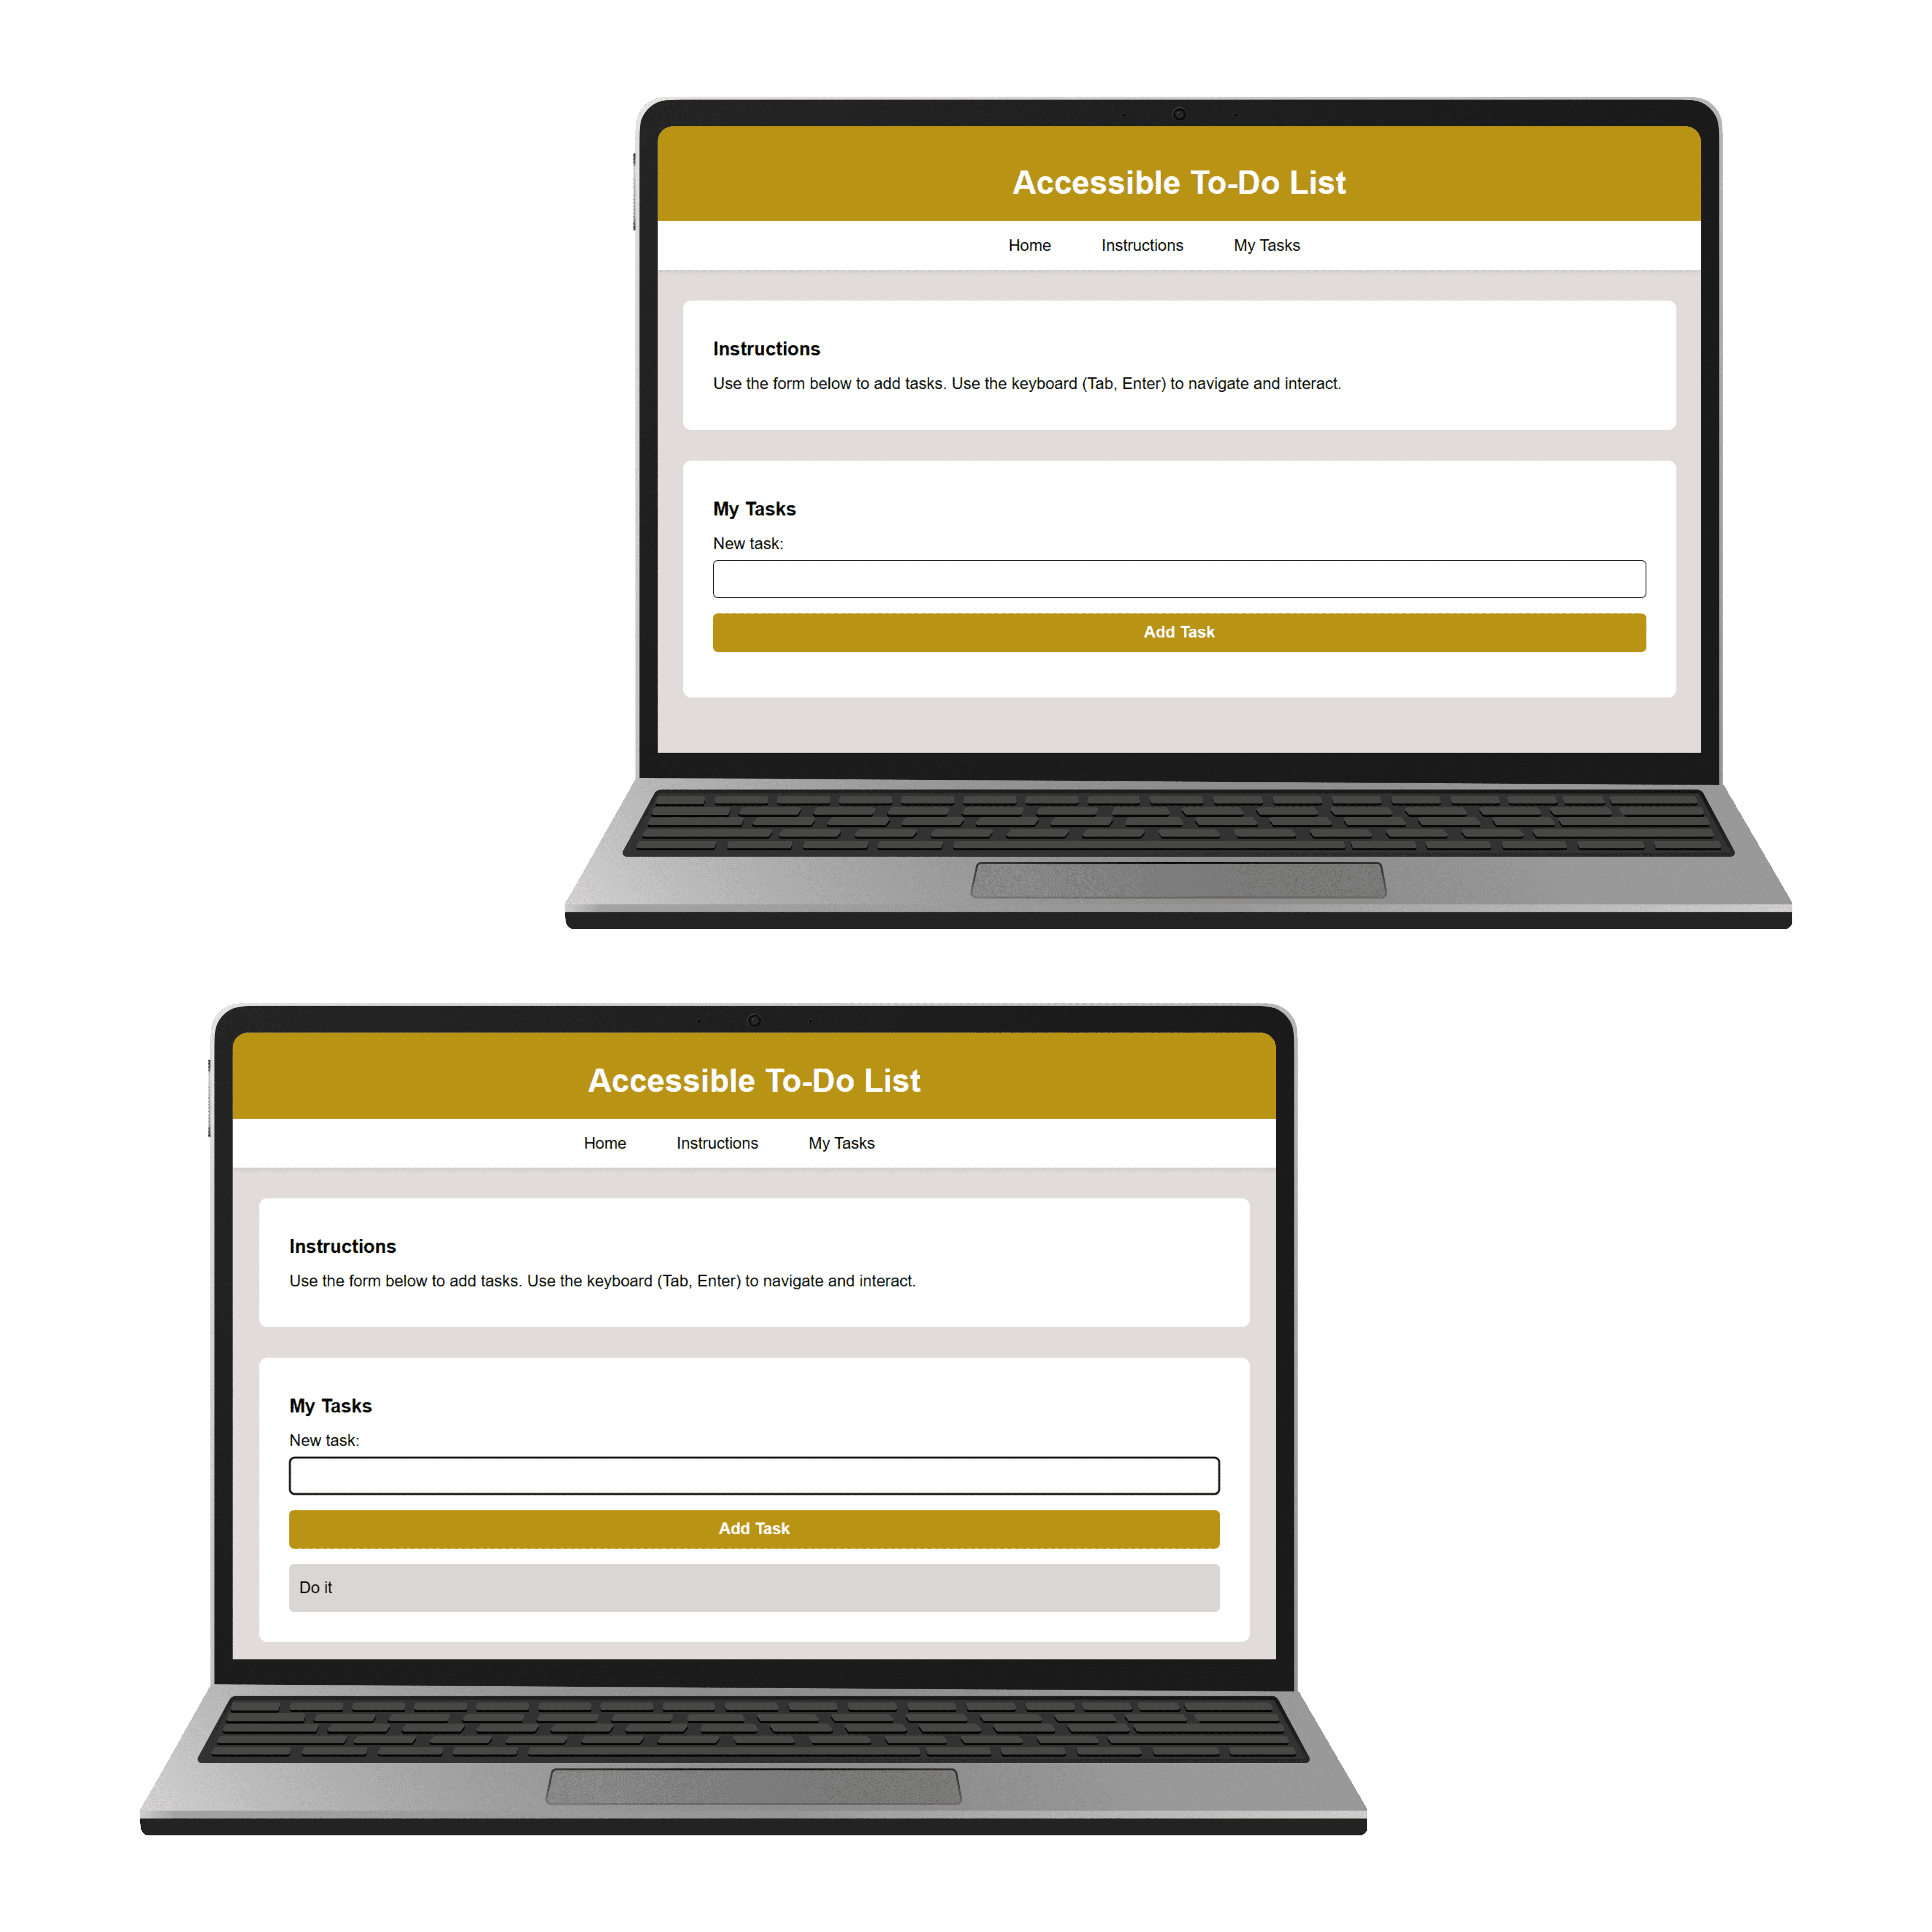 Accessible To-Do List
Home Instructions My Tasks
Instructions
Use the form below to add tasks. Use the keyboard (Tab, Enter) to navigate and interact.
My Tasks
New task:
Add Task
Accessible To-Do List
Home Instructions My Tasks
Instructions
Use the form below to add tasks. Use the keyboard (Tab, Enter) to navigate and interact.
My Tasks
New task:
Add Task
Do it